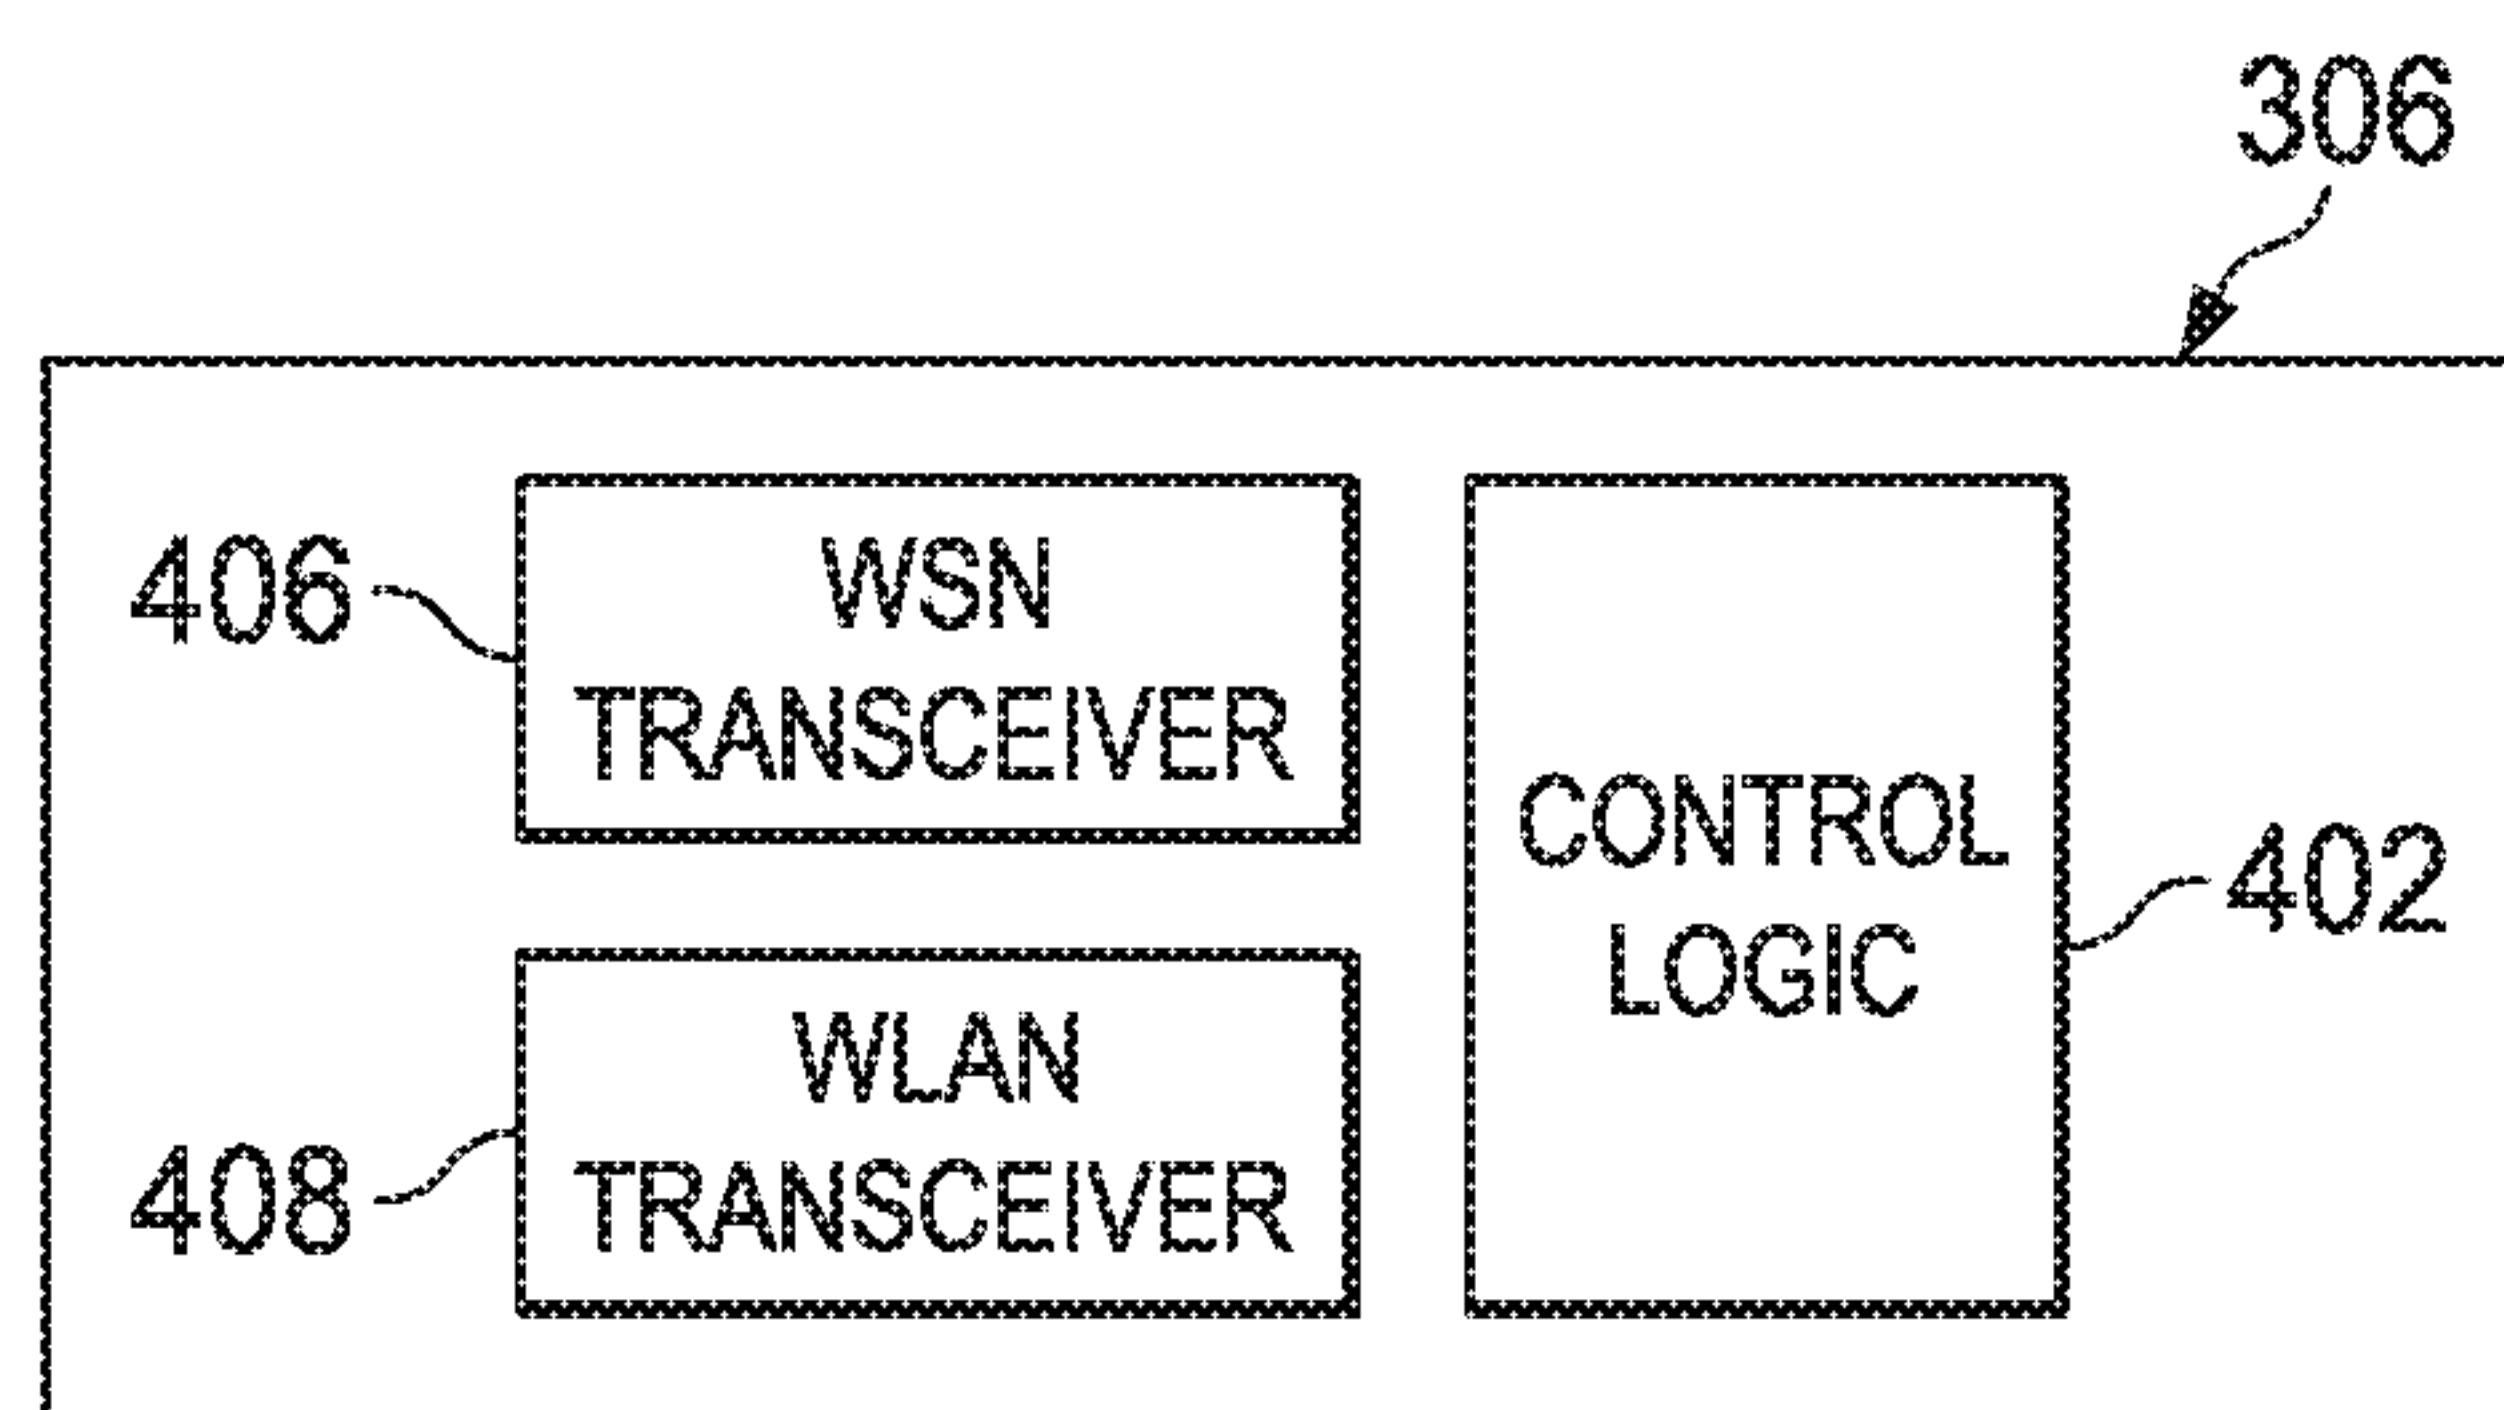 306
406
WSN
TRANSCEIVER
CONTROL
LOGIC
402
408
WLAN
TRANSCEIVER